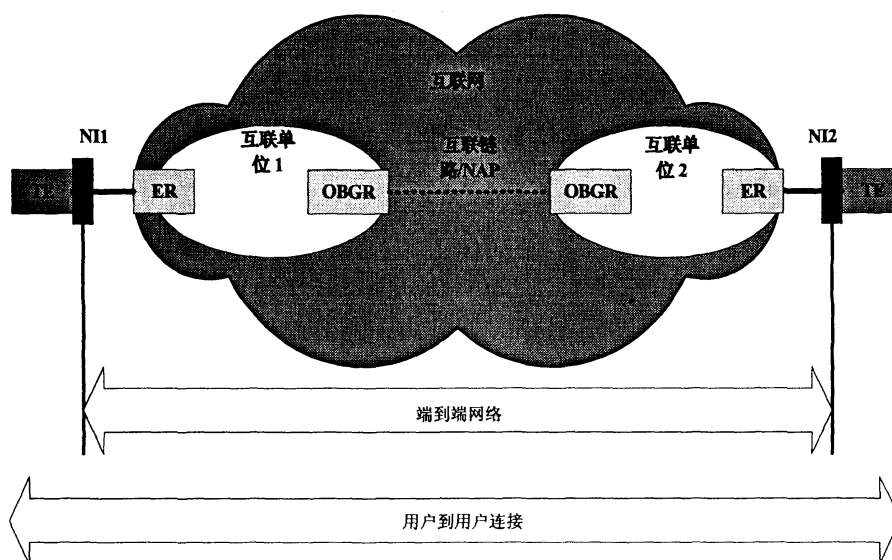 互联网
NI1
NI2
互联单
位 1
互联链
路/NAP
互联单
位 2
TE
ER
OBGR
OBGR
ER
TE
端到端网络
用户到用户连接